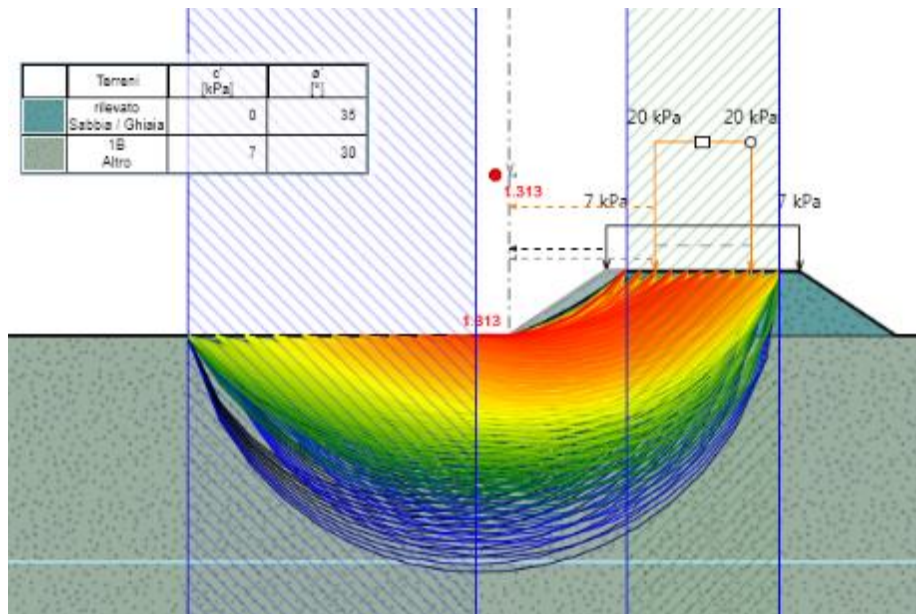 Terreni c' ø'
[kPa] [°]
rilevato
Sabbia / Ghiaia 0 35
1B
Altro 7 30
20 kPa 20 kPa
1.313
7 kPa 7 kPa
1.313